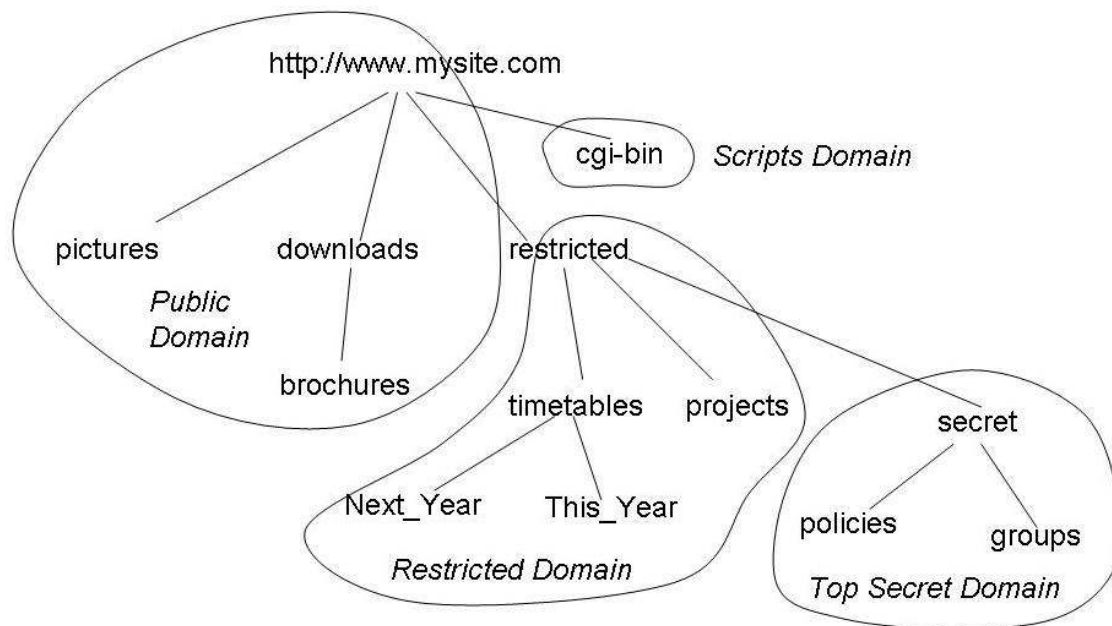 http://www.mysite.com
cgi-bin
Scripts Domain
pictures
downloads
restricted
Public
Domain
brochures
timetables
projects
secret
Next_Year
This_Year
policies
groups
Restricted Domain
Top Secret Domain